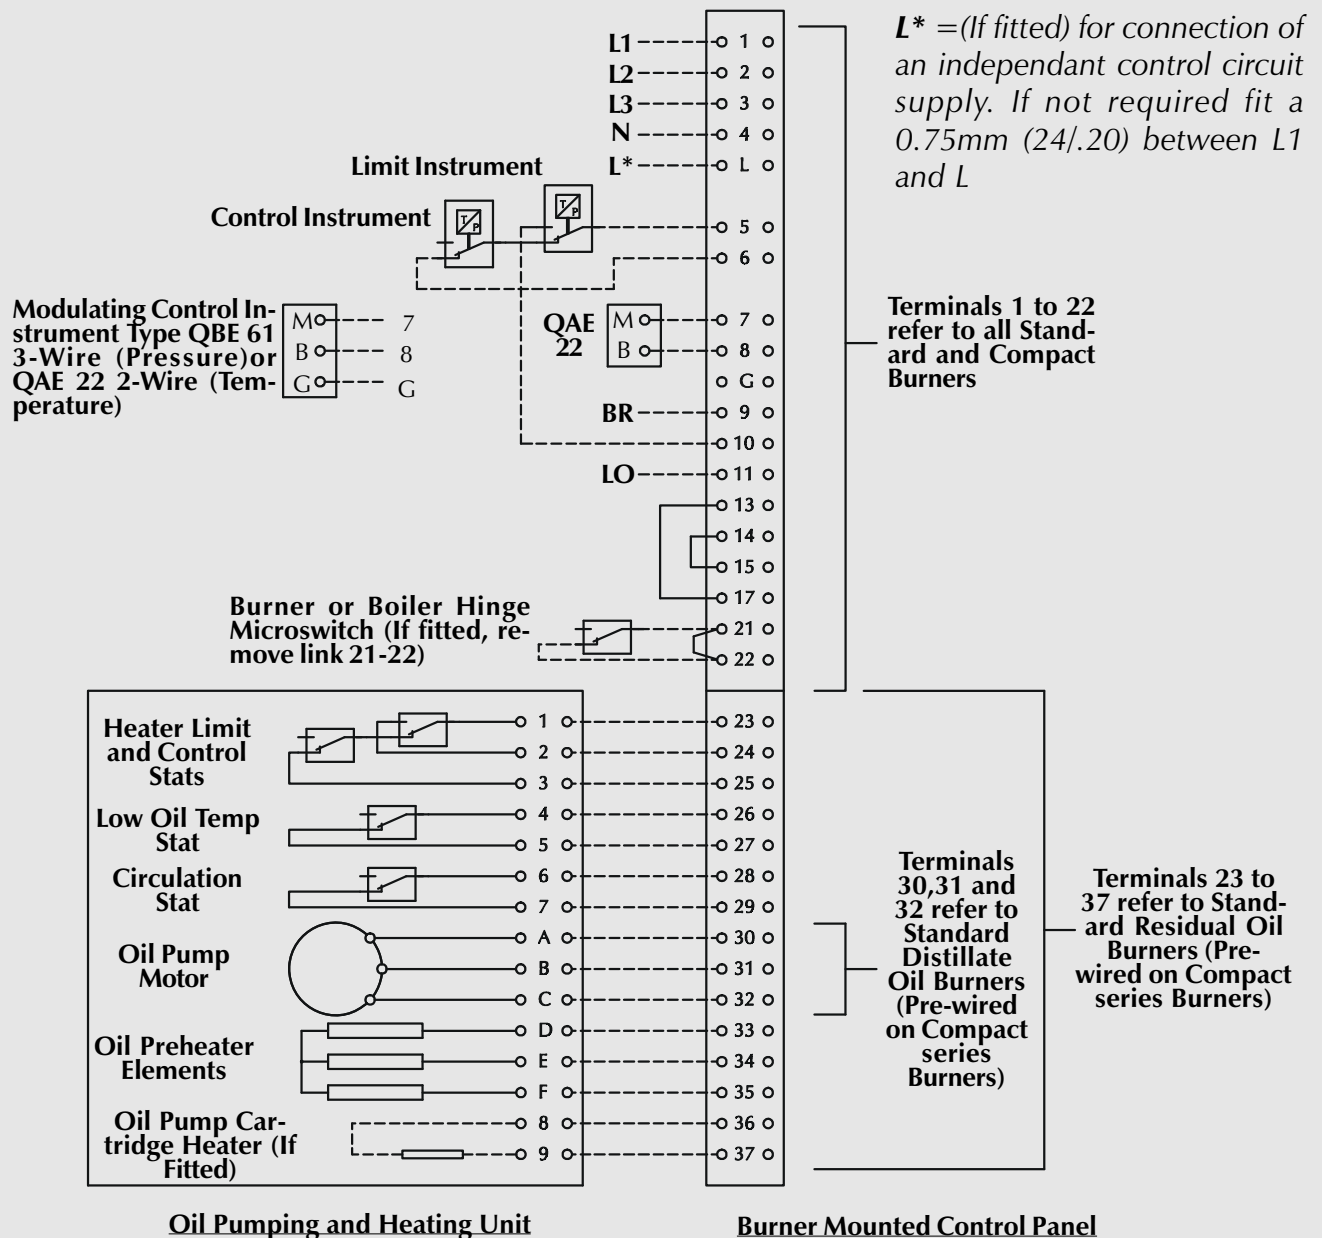 L1
L2
L3
N
L*
1
2
3
4
L
L* =(If fitted) for connection of
an independant control circuit
supply. If not required fit a
0.75mm (24/.20) between L1
and L
Limit Instrument
Control Instrument
T/P
T/P
5
6
Modulating Control In-
strument Type QBE 61
3-Wire (Pressure)or
QAE 22 2-Wire (Tem-
perature)
M 7
B 8
G G
QAE
22
M
B
7
8
G
BR
9
10
LO
11
13
14
15
17
21
22
Terminals 1 to 22
refer to all Stand-
ard and Compact
Burners
Burner or Boiler Hinge
Microswitch (If fitted, re-
move link 21-22)
Heater Limit
and Control
Stats
1 23
2 24
3 25
Low Oil Temp
Stat
4 26
5 27
Circulation
Stat
6 28
7 29
Oil Pump
Motor
A 30
B 31
C 32
Oil Preheater
Elements
D 33
E 34
F 35
Oil Pump Car-
tridge Heater (If
Fitted)
8 36
9 37
Terminals
30,31 and
32 refer to
Standard
Distillate
Oil Burners
(Pre-wired
on Compact
series
Burners)
Terminals 23 to
37 refer to Stand-
ard Residual Oil
Burners (Pre-
wired on Compact
series Burners)
Oil Pumping and Heating Unit
Burner Mounted Control Panel